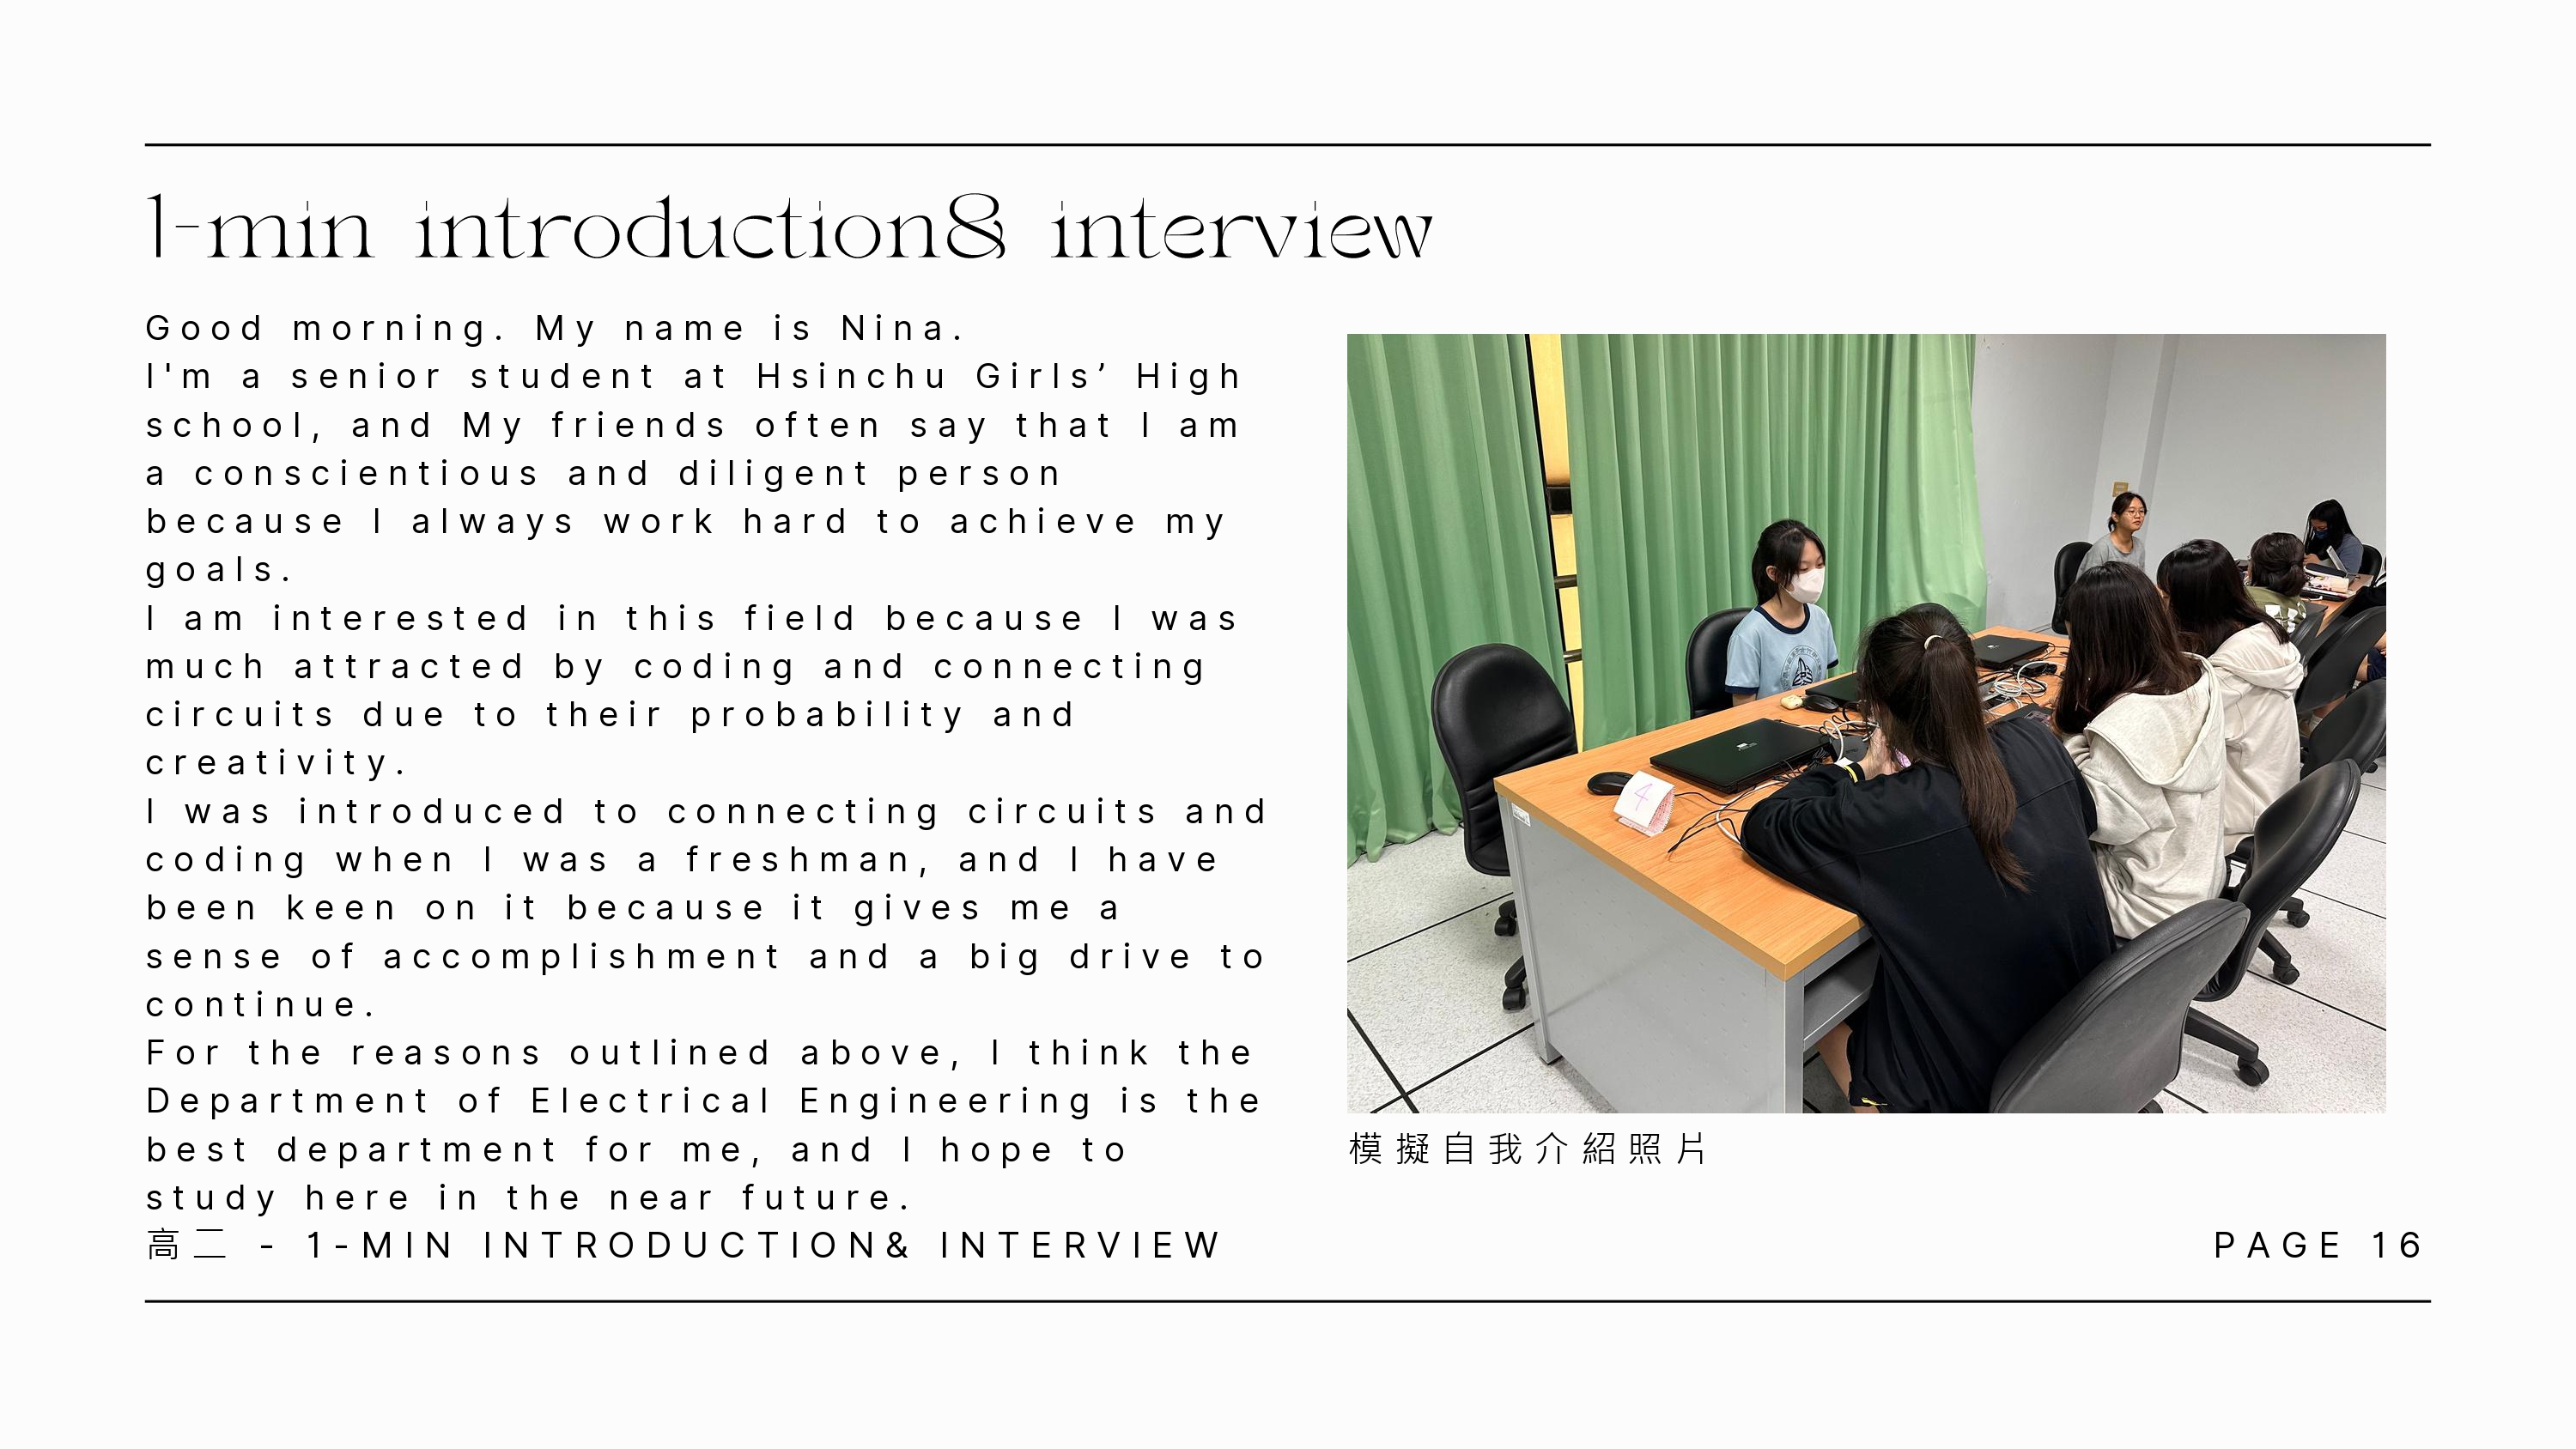 1-min introduction& interview
Good morning. My name is Nina.
I'm a senior student at Hsinchu Girls’ High
school, and My friends often say that I am
a conscientious and diligent person
because I always work hard to achieve my
goals.
I am interested in this field because I was
much attracted by coding and connecting
circuits due to their probability and
creativity.
I was introduced to connecting circuits and
coding when I was a freshman, and I have
been keen on it because it gives me a
sense of accomplishment and a big drive to
continue.
For the reasons outlined above, I think the
Department of Electrical Engineering is the
best department for me, and I hope to
study here in the near future.
4
模擬自我介紹照片
高二 - 1-MIN INTRODUCTION& INTERVIEW
PAGE 16